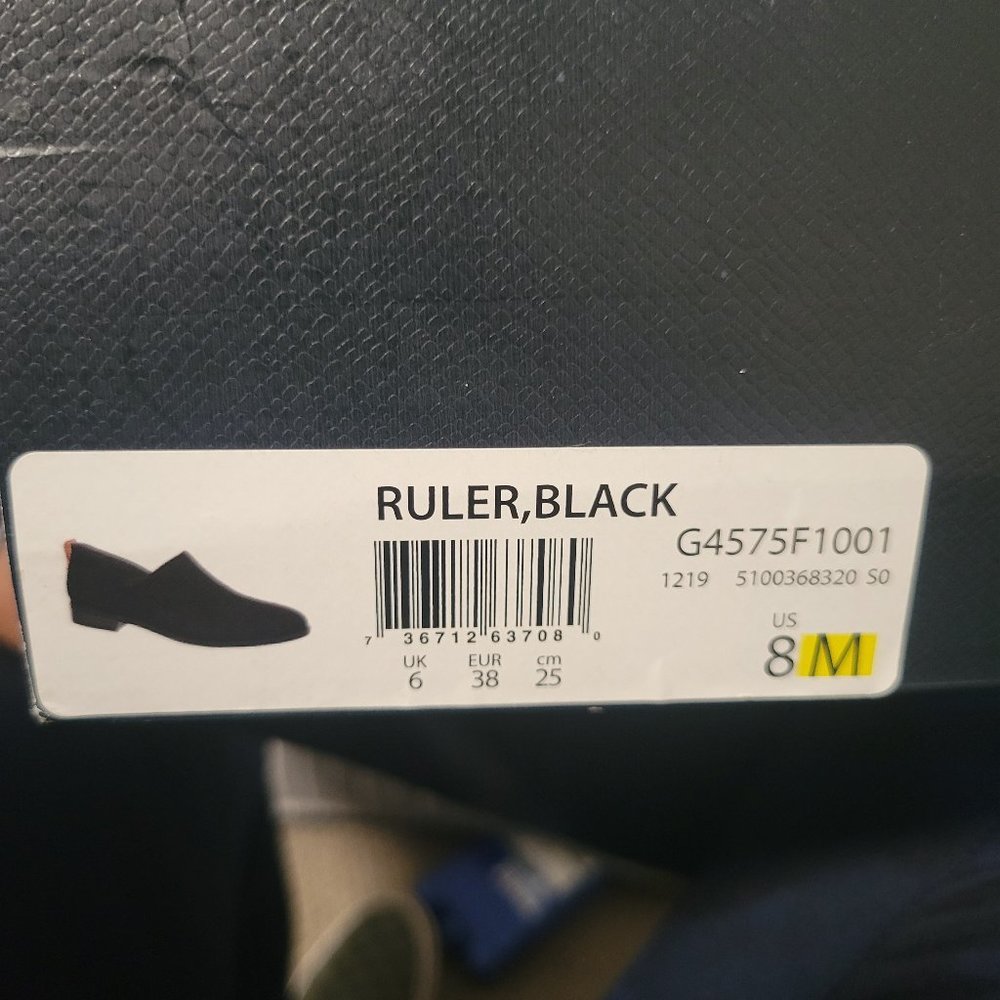 RULER,BLACK
G4575F1001
1219 5100368320 S0
7 36712 63708 0
UK EUR cm
6 38 25
US
8 M